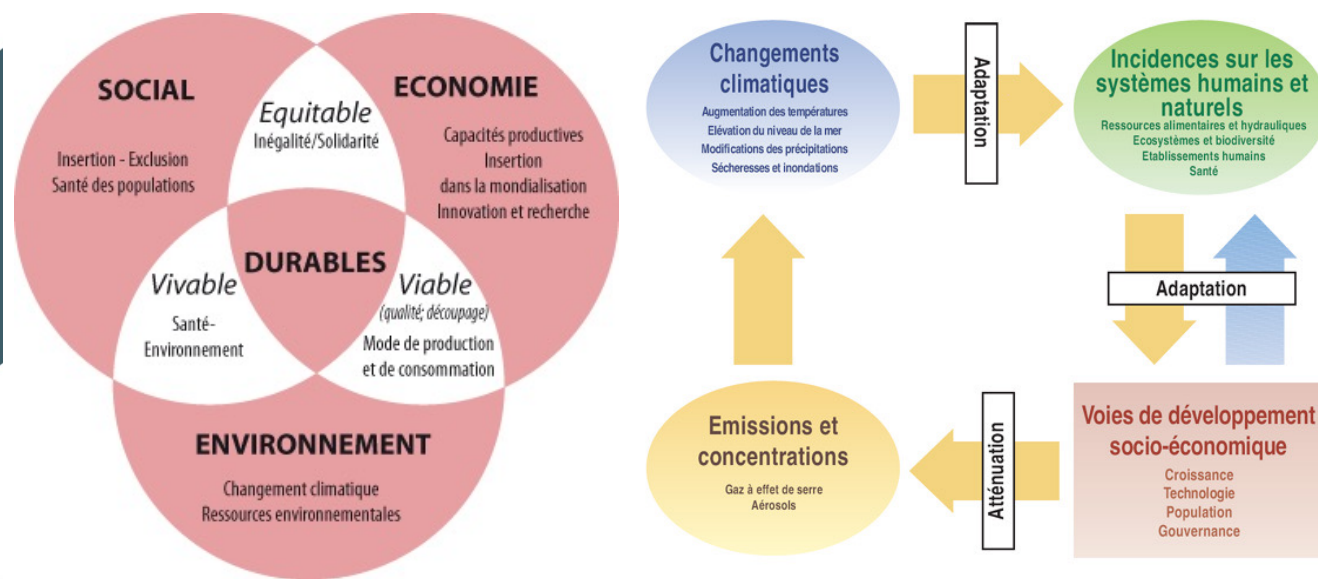 SOCIAL
Insertion - Exclusion
Santé des populations
Equitable
Inégalité/Solidarité
ECONOMIE
Capacités productives
Insertion
dans la mondialisation
Innovation et recherche
DURABLES
Vivable
Santé-
Environnement
Viable
(qualité; découpage)
Mode de production
et de consommation
ENVIRONNEMENT
Changement climatique
Ressources environnementales
Changements
climatiques
Augmentation des températures
Elévation du niveau de la mer
Modifications des précipitations
Sécheresses et inondations
Adaptation
Incidences sur les
systèmes humains et
naturels
Ressources alimentaires et hydrauliques
Ecosystèmes et biodiversité
Etablissements humains
Santé
Adaptation
Voies de développement
socio-économique
Croissance
Technologie
Population
Gouvernance
Atténuation
Emissions et
concentrations
Gaz à effet de serre
Aérosols